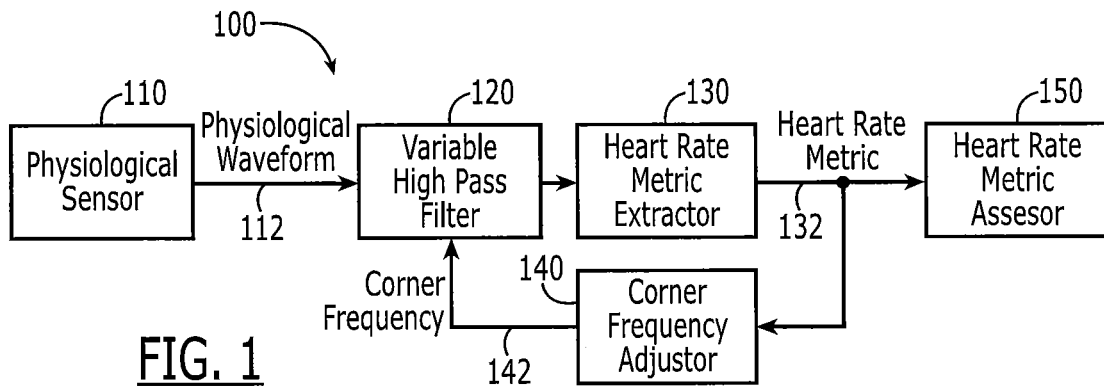 100
110
Physiological
Sensor
Physiological
Waveform
112
120
Variable
High Pass
Filter
130
Heart Rate
Metric
Extractor
Heart Rate
Metric
132
150
Heart Rate
Metric
Assesor
Corner
Frequency
142
140
Corner
Frequency
Adjustor
FIG. 1